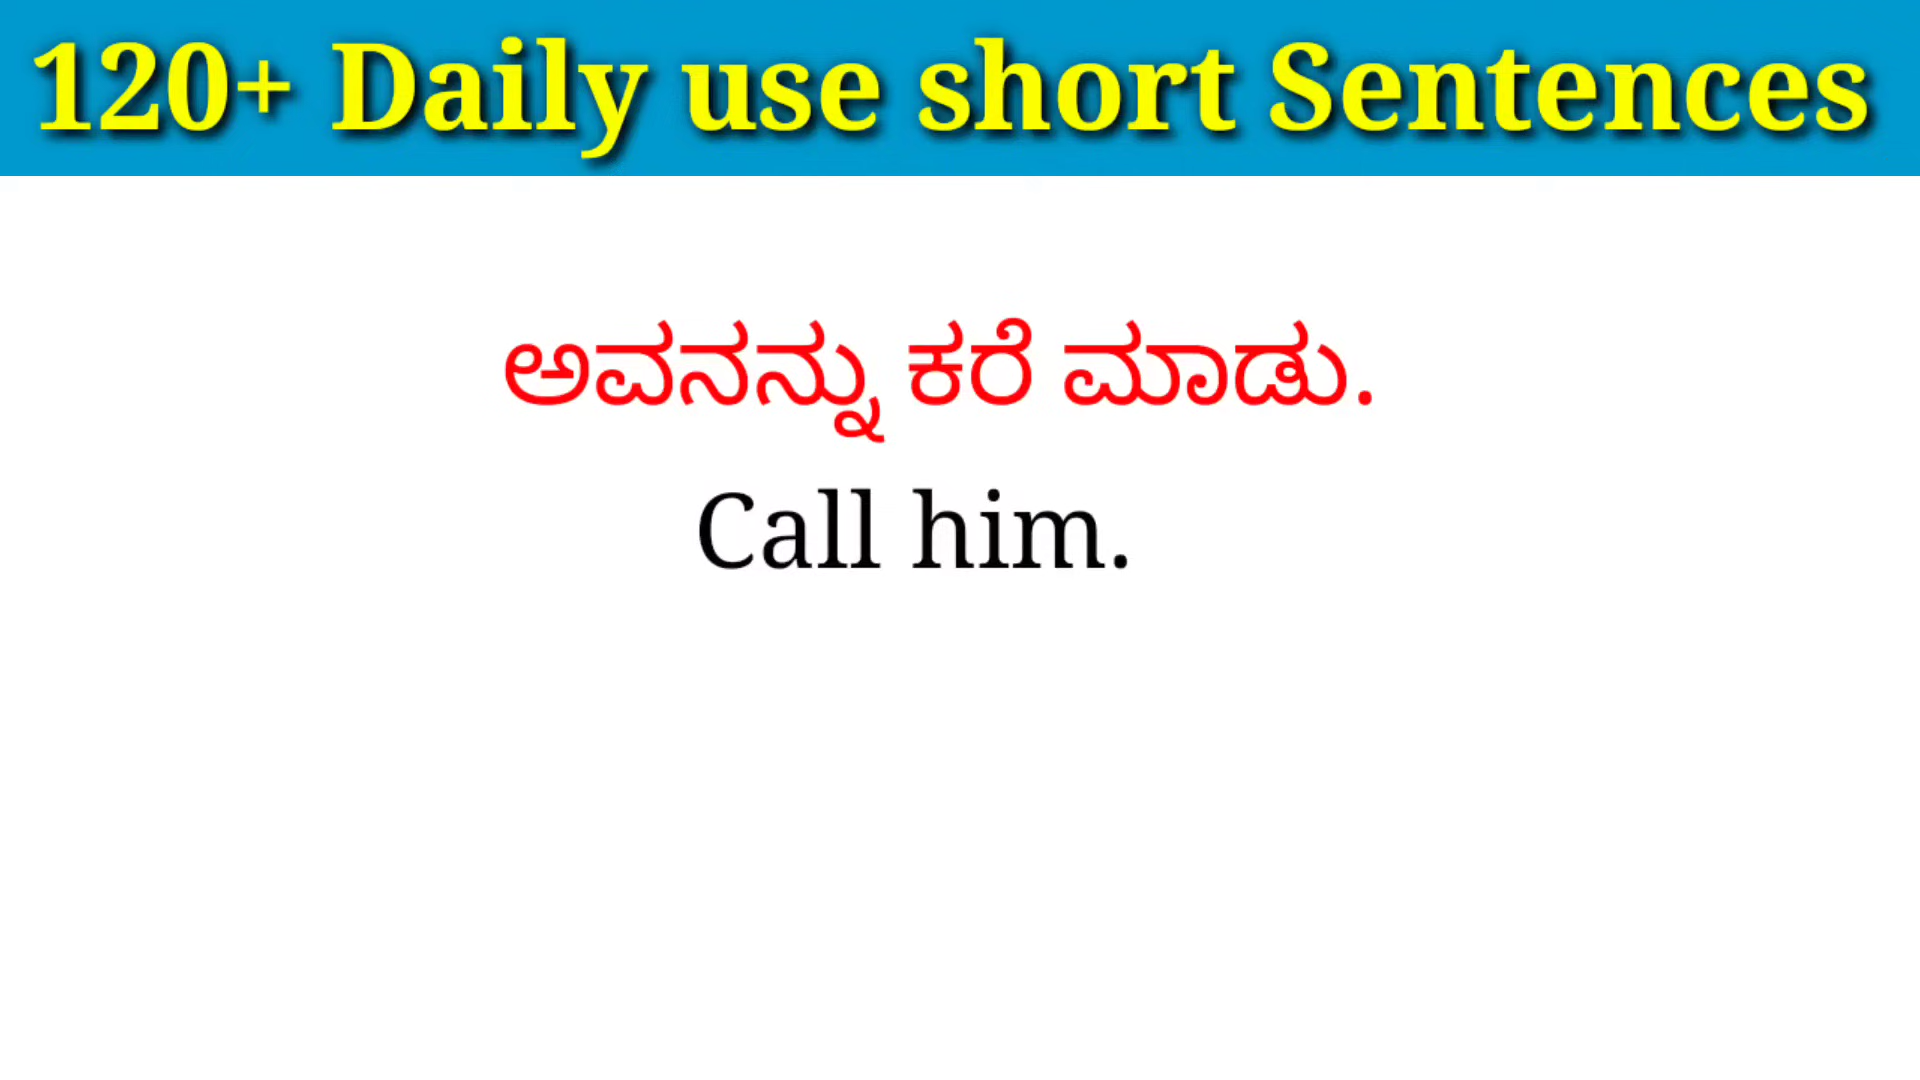 120+ Daily use short Sentences
ಅವನನ್ನು ಕರೆ ಮಾಡು.
Call him.